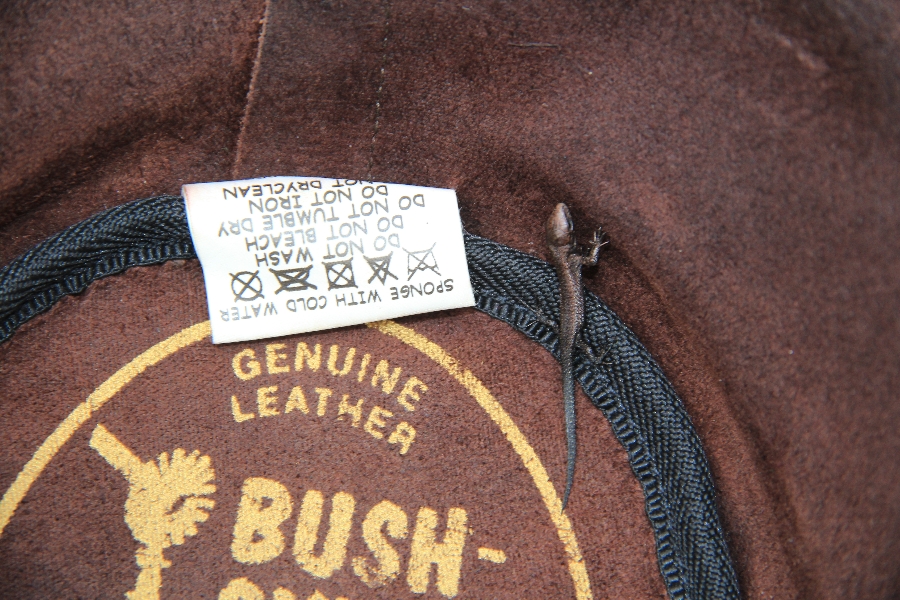 SPONGE WITH COLD WATER
DO NOT WASH
DO NOT BLEACH
DO NOT TUMBLE DRY
DO NOT IRON
NOT DRYCLEAN
GENUINE
LEATHER
BUSH-